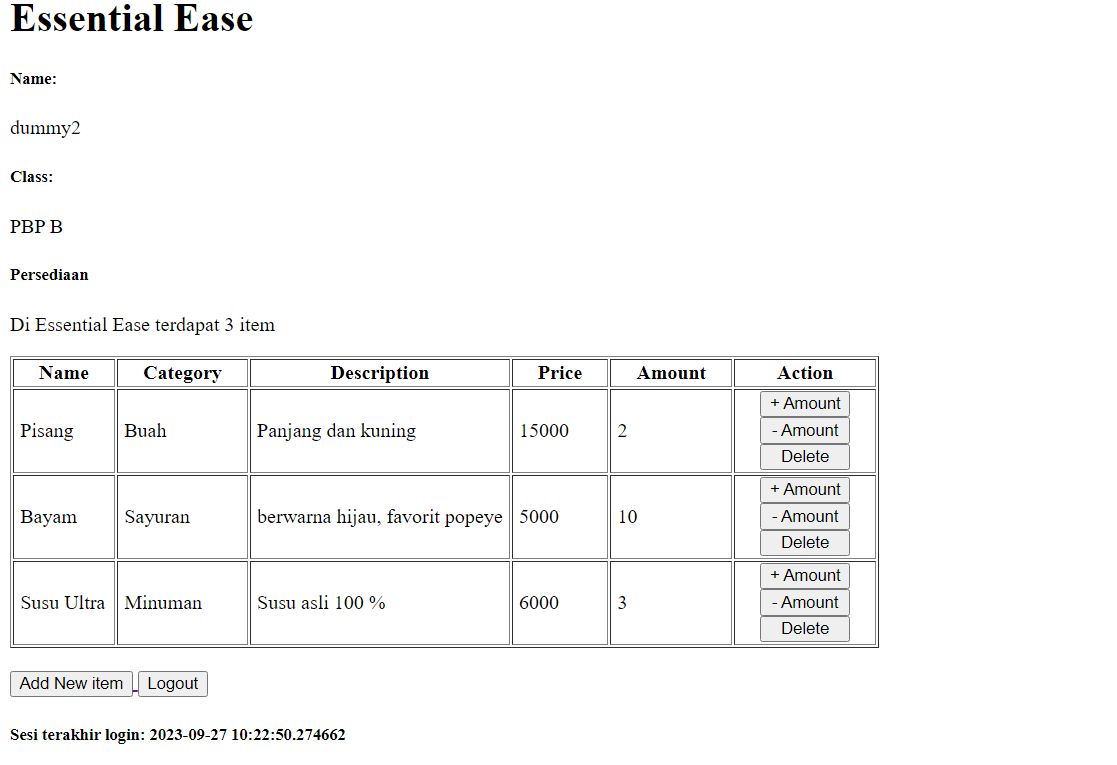 Essential Ease
Name:
dummy2
Class:
PBP B
Persediaan
Di Essential Ease terdapat 3 item
Name Category Description Price Amount Action
Pisang Buah Panjang dan kuning 15000 2 + Amount
- Amount
Delete
Bayam Sayuran berwarna hijau, favorit popeye 5000 10 + Amount
- Amount
Delete
Susu Ultra Minuman Susu asli 100 % 6000 3 + Amount
- Amount
Delete
Add New item Logout
Sesi terakhir login: 2023-09-27 10:22:50.274662